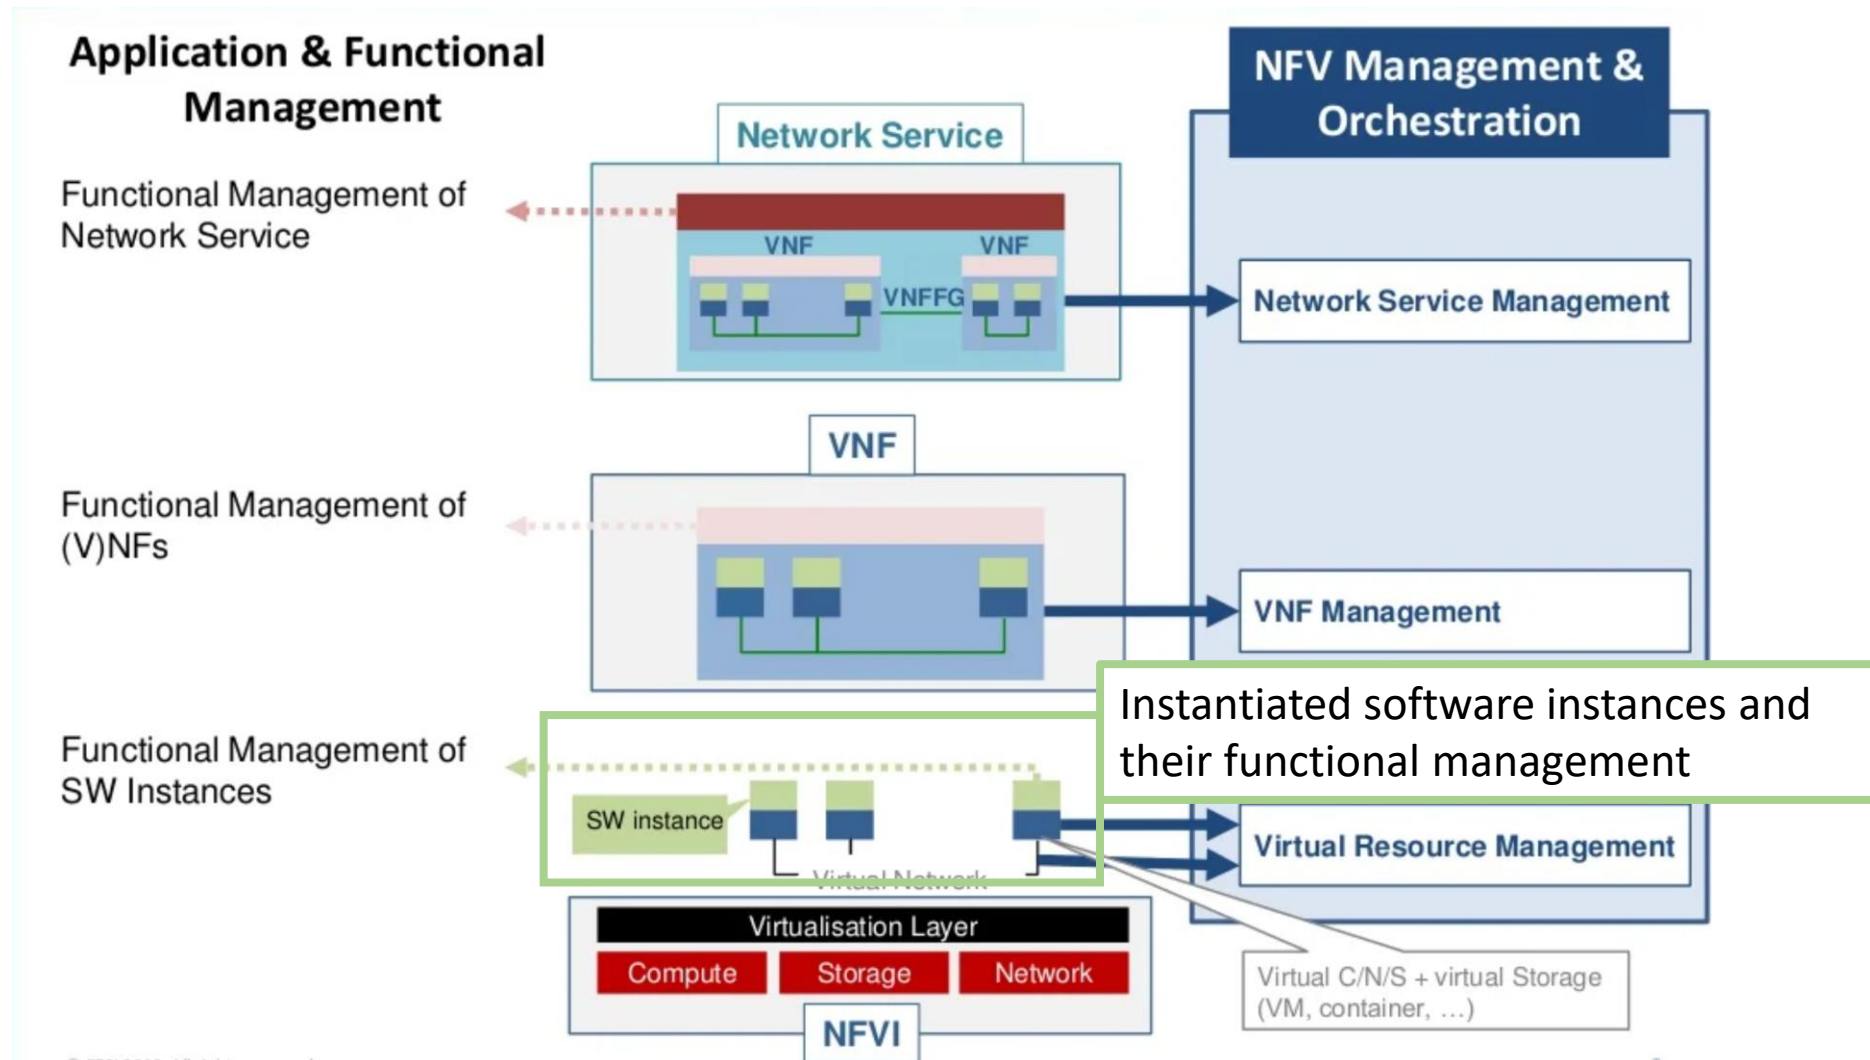 Application & Functional
Management
NFV Management &
Orchestration
Network Service
Functional Management of
Network Service
VNF
VNF
VNFFG
Network Service Management
VNF
Functional Management of
(V)NFs
VNF Management
Instantiated software instances and
their functional management
Functional Management of
SW Instances
SW instance
Virtual Network
Virtual Resource Management
Virtualisation Layer
Compute
Storage
Network
Virtual C/N/S + virtual Storage
(VM, container, …)
NFVI